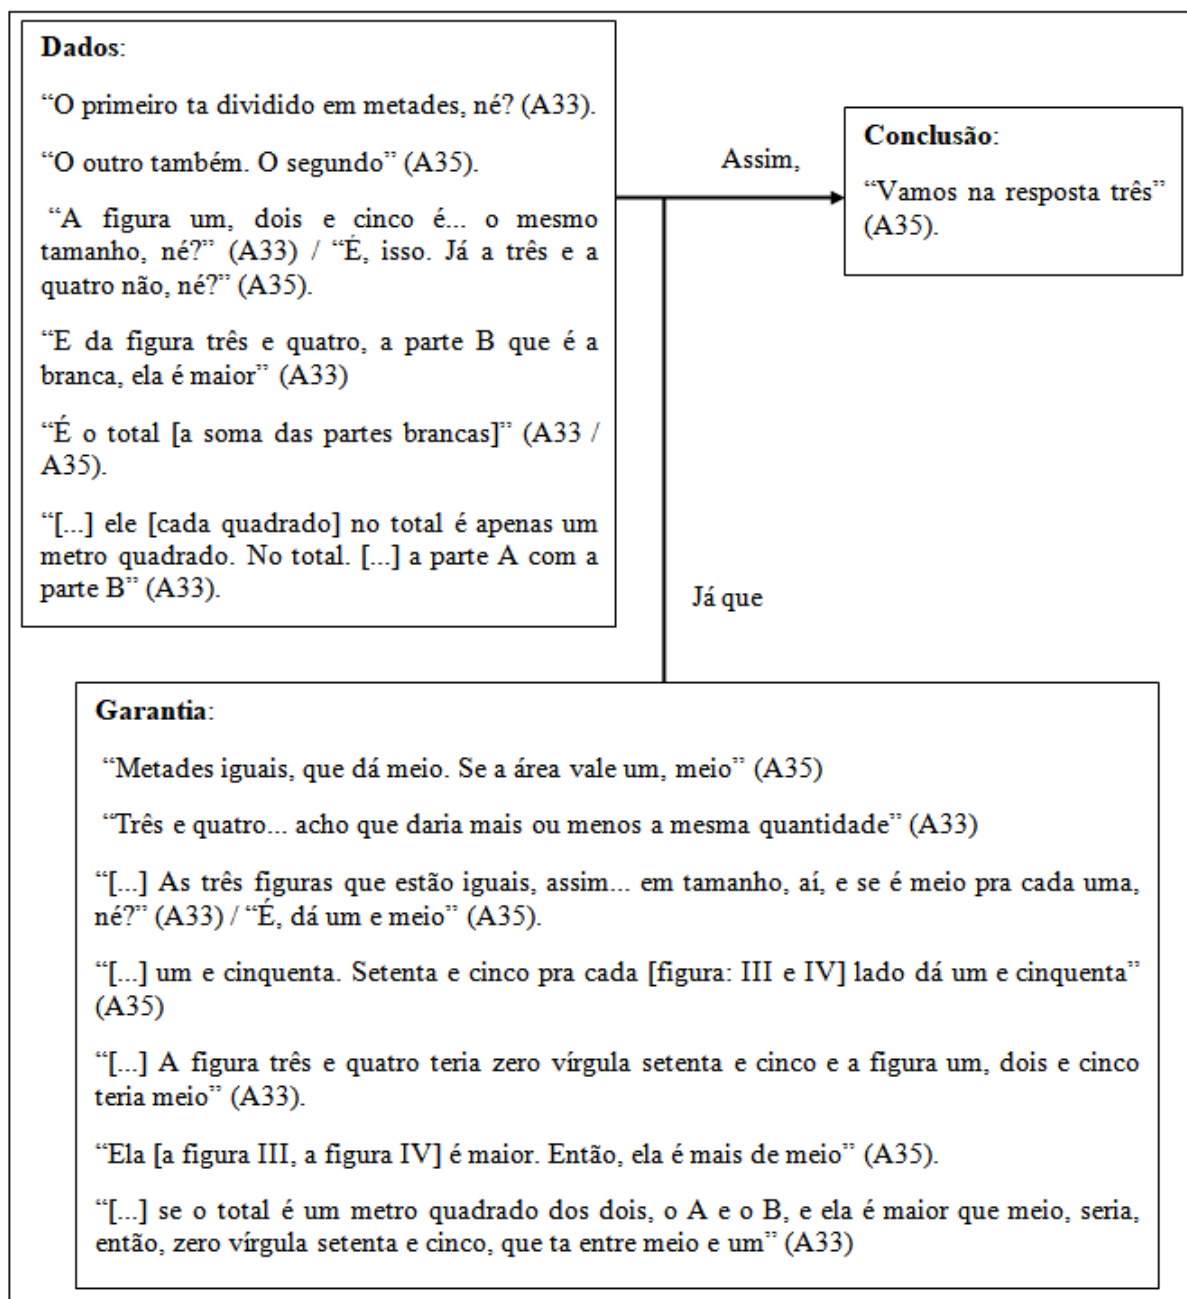 Dados:
“O primeiro ta dividido em metades, né? (A33).
“O outro também. O segundo” (A35).
“A figura um, dois e cinco é... o mesmo
tamanho, né?” (A33) / “É, isso. Já a três e a
quatro não, né?” (A35).
“E da figura três e quatro, a parte B que é a
branca, ela é maior” (A33)
“É o total [a soma das partes brancas]” (A33 /
A35).
“[...] ele [cada quadrado] no total é apenas um
metro quadrado. No total. [...] a parte A com a
parte B” (A33).
Assim,
Conclusão:
“Vamos na resposta três”
(A35).
Já que
Garantia:
“Metades iguais, que dá meio. Se a área vale um, meio” (A35)
“Três e quatro... acho que daria mais ou menos a mesma quantidade” (A33)
“[...] As três figuras que estão iguais, assim... em tamanho, aí, e se é meio pra cada uma,
né?” (A33) / “É, dá um e meio” (A35).
“[...] um e cinquenta. Setenta e cinco pra cada [figura: III e IV] lado dá um e cinquenta”
(A35)
“[...] A figura três e quatro teria zero vírgula setenta e cinco e a figura um, dois e cinco
teria meio” (A33).
“Ela [a figura III, a figura IV] é maior. Então, ela é mais de meio” (A35).
“[...] se o total é um metro quadrado dos dois, o A e o B, e ela é maior que meio, seria,
então, zero vírgula setenta e cinco, que ta entre meio e um” (A33)